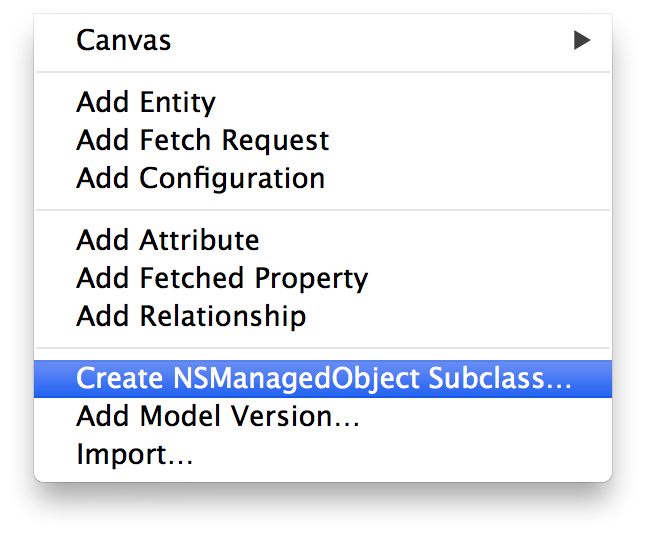 Canvas
Add Entity
Add Fetch Request
Add Configuration
Add Attribute
Add Fetched Property
Add Relationship
Create NSManagedObject Subclass…
Add Model Version…
Import…